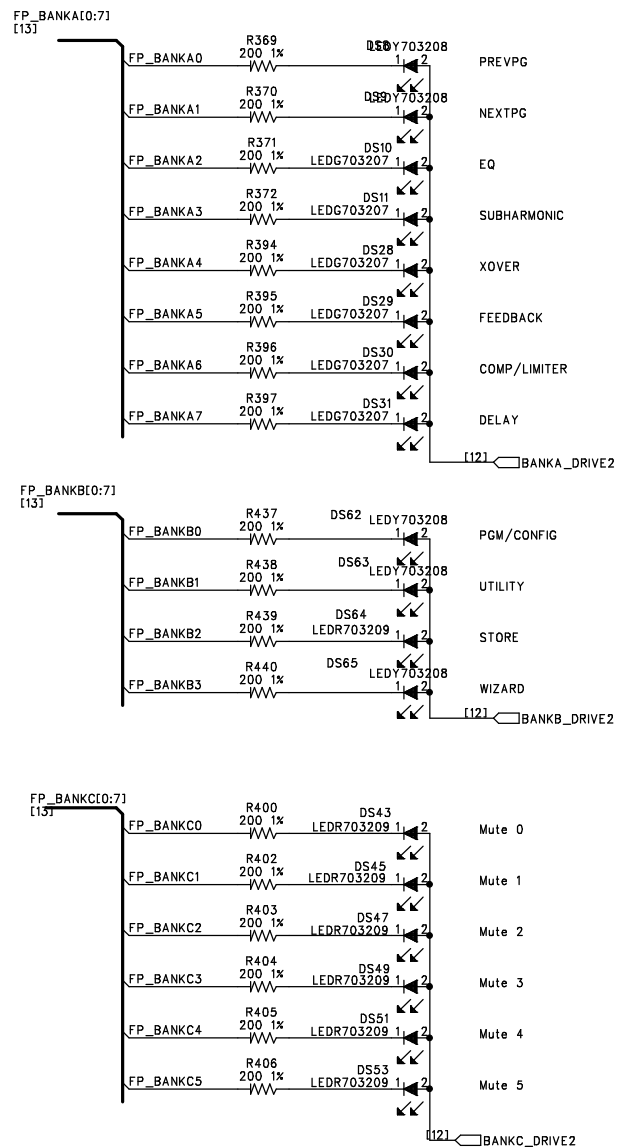 FP_BANKA[0:7]
[13]
FP_BANKA0 R369 200 1% DS8 LEDY703208 1 2 PREVPG
FP_BANKA1 R370 200 1% DS9 LEDY703208 1 2 NEXTPG
FP_BANKA2 R371 200 1% DS10 LEDG703207 1 2 EQ
FP_BANKA3 R372 200 1% DS11 LEDG703207 1 2 SUBHARMONIC
FP_BANKA4 R394 200 1% DS28 LEDG703207 1 2 XOVER
FP_BANKA5 R395 200 1% DS29 LEDG703207 1 2 FEEDBACK
FP_BANKA6 R396 200 1% DS30 LEDG703207 1 2 COMP/LIMITER
FP_BANKA7 R397 200 1% DS31 LEDG703207 1 2 DELAY
[12] BANKA_DRIVE2
FP_BANKB[0:7]
[13]
FP_BANKB0 R437 200 1% DS62 LEDY703208 1 2 PGM/CONFIG
FP_BANKB1 R438 200 1% DS63 LEDY703208 1 2 UTILITY
FP_BANKB2 R439 200 1% DS64 LEDR703209 1 2 STORE
FP_BANKB3 R440 200 1% DS65 LEDY703208 1 2 WIZARD
[12] BANKB_DRIVE2
FP_BANKC[0:7]
[13]
FP_BANKC0 R400 200 1% DS43 LEDR703209 1 2 Mute 0
FP_BANKC1 R402 200 1% DS45 LEDR703209 1 2 Mute 1
FP_BANKC2 R403 200 1% DS47 LEDR703209 1 2 Mute 2
FP_BANKC3 R404 200 1% DS49 LEDR703209 1 2 Mute 3
FP_BANKC4 R405 200 1% DS51 LEDR703209 1 2 Mute 4
FP_BANKC5 R406 200 1% DS53 LEDR703209 1 2 Mute 5
[12] BANKC_DRIVE2